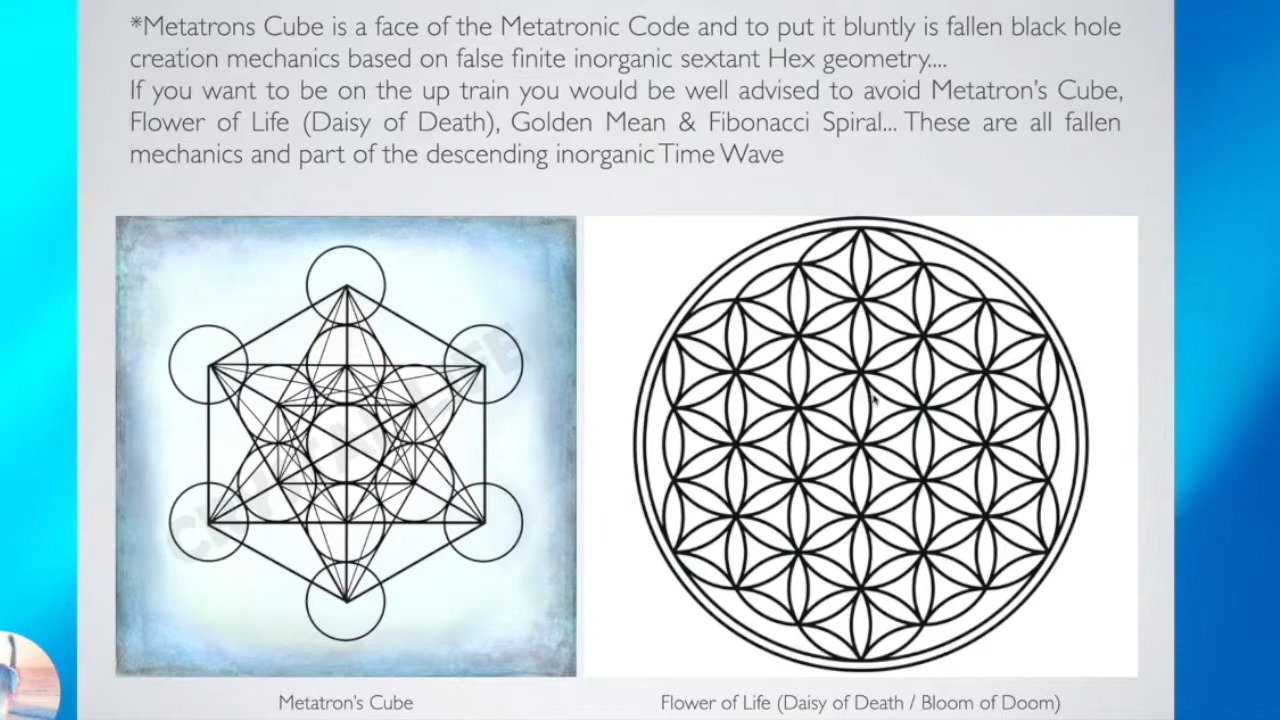 *Metatrons Cube is a face of the Metatronic Code and to put it bluntly is fallen black hole
creation mechanics based on false finite inorganic sextant Hex geometry....
If you want to be on the up train you would be well advised to avoid Metatron's Cube,
Flower of Life (Daisy of Death), Golden Mean & Fibonacci Spiral... These are all fallen
mechanics and part of the descending inorganic Time Wave
Metatron's Cube
Flower of Life (Daisy of Death / Bloom of Doom)